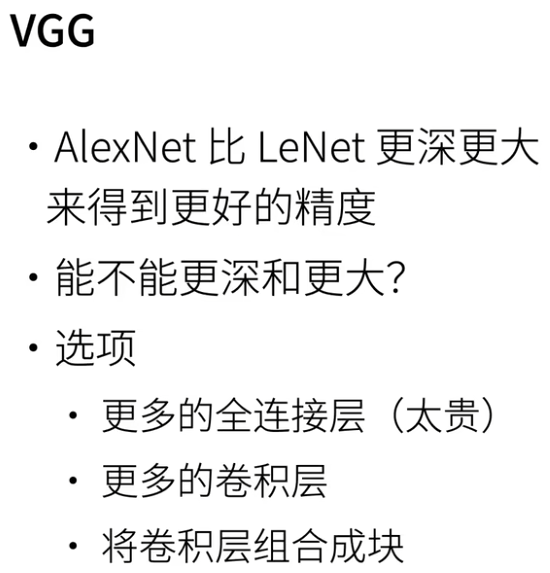 VGG
• AlexNet 比 LeNet 更深更大
来得到更好的精度
• 能不能更深和更大?
• 选项
• 更多的全连接层（太贵）
• 更多的卷积层
• 将卷积层组合成块